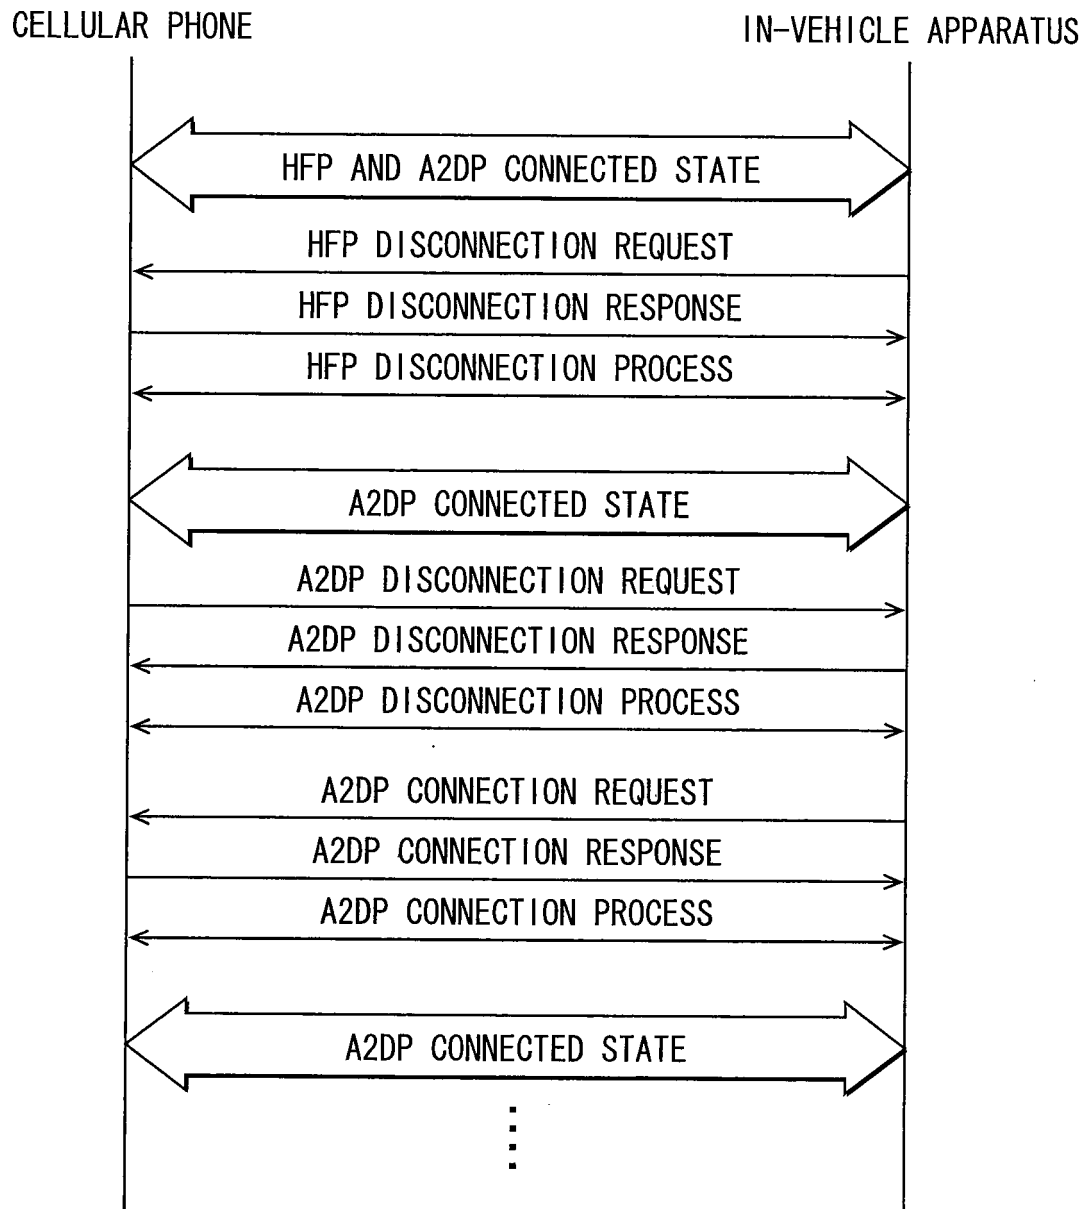 CELLULAR PHONE
IN-VEHICLE APPARATUS
HFP AND A2DP CONNECTED STATE
HFP DISCONNECTION REQUEST
HFP DISCONNECTION RESPONSE
HFP DISCONNECTION PROCESS
A2DP CONNECTED STATE
A2DP DISCONNECTION REQUEST
A2DP DISCONNECTION RESPONSE
A2DP DISCONNECTION PROCESS
A2DP CONNECTION REQUEST
A2DP CONNECTION RESPONSE
A2DP CONNECTION PROCESS
A2DP CONNECTED STATE